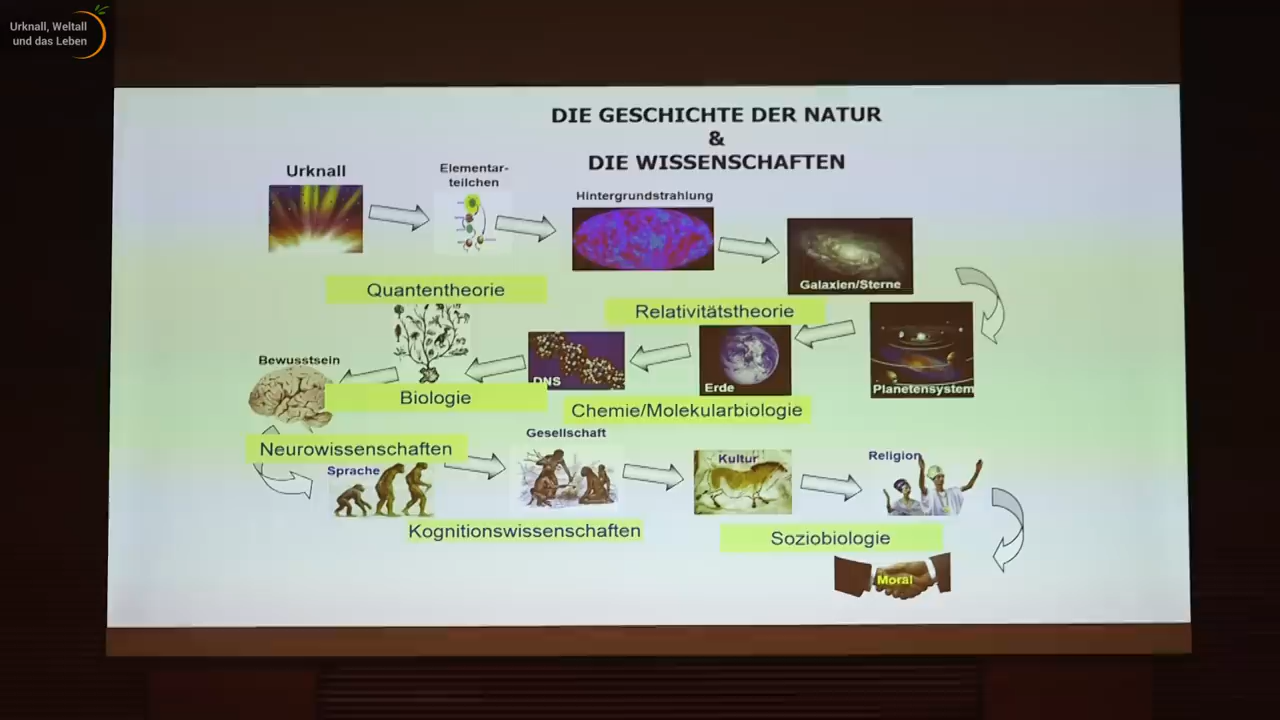 Urknall, Weltall
und das Leben
DIE GESCHICHTE DER NATUR
&
DIE WISSENSCHAFTEN
Urknall
Elementar-
teilchen
Hintergrundstrahlung
Galaxien/Sterne
Quantentheorie
Relativitätstheorie
Bewusstsein
DNS
Erde
Planetensystem
Biologie
Chemie/Molekularbiologie
Gesellschaft
Neurowissenschaften
Sprache
Kultur
Religion
Kognitionswissenschaften
Soziobiologie
Moral